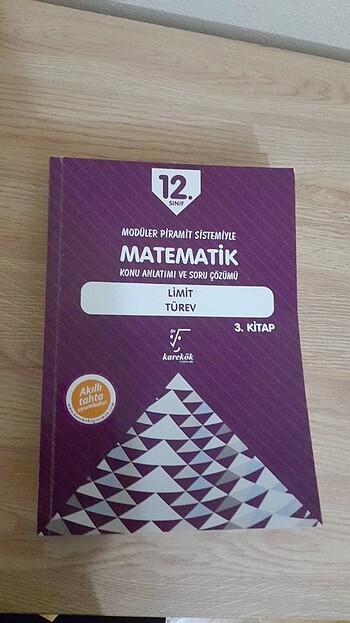 12.
SINIF
MODÜLER PİRAMİT SİSTEMİYLE
MATEMATİK
KONU ANLATIMI VE SORU ÇÖZÜMÜ
LİMİT
TÜREV
3. KİTAP
karekök
Akıllı
tahta
uyumludur.